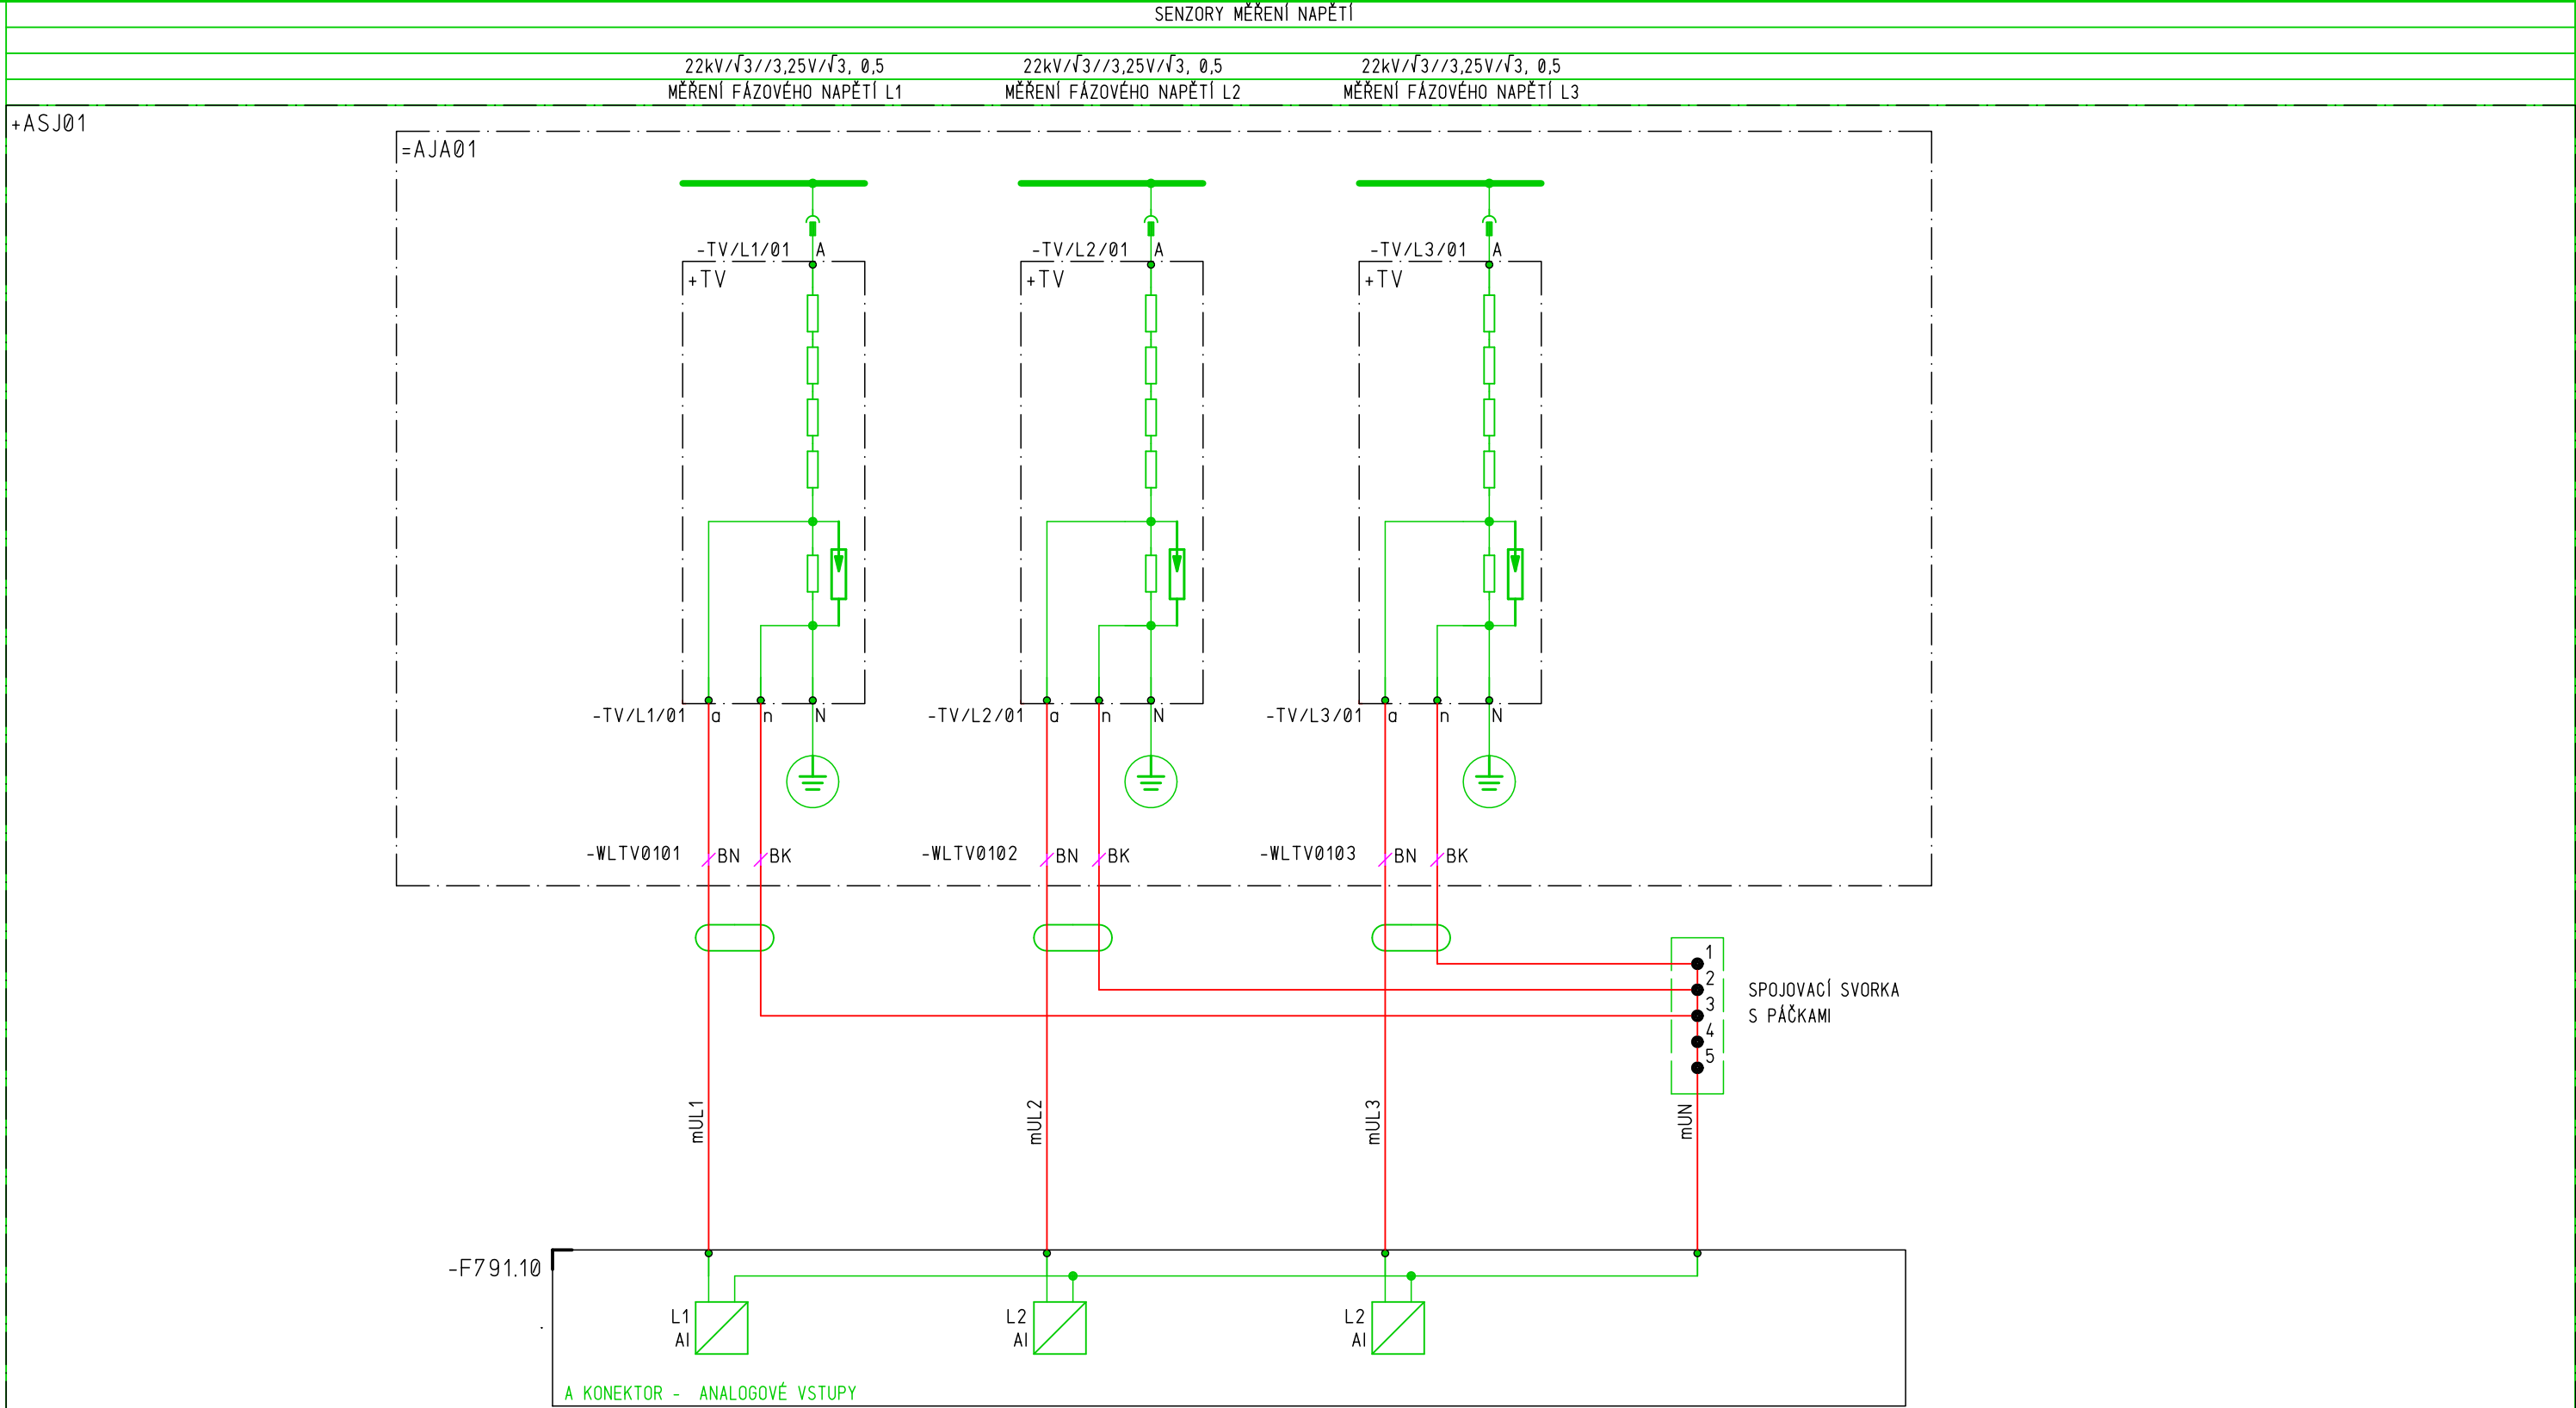 SENZORY MĚŘENÍ NAPĚTÍ
22kV/√3//3,25V/√3, 0,5
22kV/√3//3,25V/√3, 0,5
22kV/√3//3,25V/√3, 0,5
MĚŘENÍ FÁZOVÉHO NAPĚTÍ L1
MĚŘENÍ FÁZOVÉHO NAPĚTÍ L2
MĚŘENÍ FÁZOVÉHO NAPĚTÍ L3
+ASJ01
=AJA01
-TV/L1/01 A
-TV/L2/01 A
-TV/L3/01 A
+TV
+TV
+TV
-TV/L1/01 a n N
-TV/L2/01 a n N
-TV/L3/01 a n N
-WLTV0101 BN BK
-WLTV0102 BN BK
-WLTV0103 BN BK
1
2
3
4
5
SPOJOVACÍ SVORKA
S PÁČKAMI
mUL1
mUL2
mUL3
mUN
-F791.10
L1
AI
L2
AI
L2
AI
A KONEKTOR - ANALOGOVÉ VSTUPY